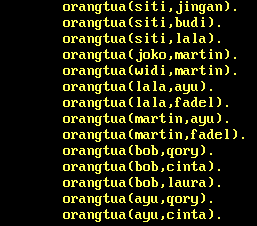 orangtua(siti,jingan).
orangtua(siti,budi).
orangtua(siti,lala).
orangtua(joko,martin).
orangtua(widi,martin).
orangtua(lala,ayu).
orangtua(lala,fadel).
orangtua(martin,ayu).
orangtua(martin,fadel).
orangtua(bob,qory).
orangtua(bob,cinta).
orangtua(bob,laura).
orangtua(ayu,qory).
orangtua(ayu,cinta).